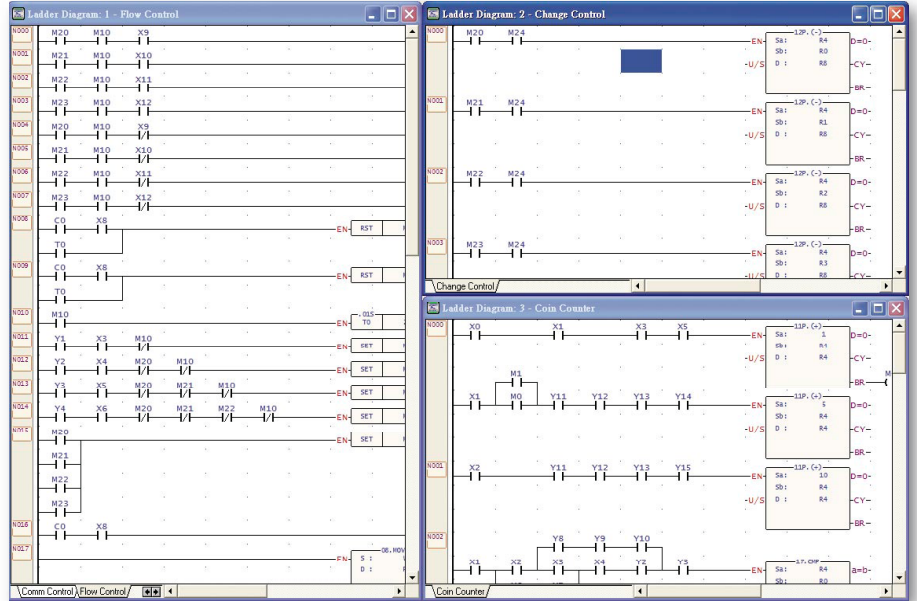 Ladder Diagram: 1 - Flow Control
N000 M20 M10 X9
N001 M21 M10 X10
N002 M22 M10 X11
N003 M23 M10 X12
N004 M20 M10 X9
N005 M21 M10 X10
N006 M22 M10 X11
N007 M23 M10 X12
N008 C0 X8
EN RST
T0
N009 C0 X8
EN RST
T0
N010 M10
EN .01S T0
N011 Y1 X3 M10
EN SET
N012 Y2 X4 M20 M10
EN SET
N013 Y3 X5 M20 M21 M10
EN SET
N014 Y4 X6 M20 M21 M22 M10
EN SET
N015 M20
EN SET
M21
M22
M23
N016 C0 X8
N017
EN S :
D :
Comm Control Flow Control
Ladder Diagram: 2 - Change Control
N000 M20 M24
12P.(-)
EN Sa: R4 D=0
Sb: R0
U/S D : R8 CY
BR
N001 M21 M24
12P.(-)
EN Sa: R4 D=0
Sb: R1
U/S D : R8 CY
BR
N002 M22 M24
12P.(-)
EN Sa: R4 D=0
Sb: R2
U/S D : R8 CY
BR
N003 M23 M24
12P.(-)
EN Sa: R4 D=0
Sb: R3
U/S D : R8 CY
Change Control
Ladder Diagram: 3 - Coin Counter
N000 X0 X1 X3 X5
11P.(+)
EN Sa: 1 D=0
Sb: R4
U/S D : R4 CY
BR
M1
X1 M0 Y11 Y12 Y13 Y14
11P.(+)
EN Sa: 5 D=0
Sb: R4
U/S D : R4 CY
BR
N001 X2 Y11 Y12 Y13 Y15
11P.(+)
EN Sa: 10 D=0
Sb: R4
U/S D : R4 CY
BR
N002 Y8 Y9 Y10
X1 X2 X3 X4 Y2 Y3
17.CMP
EN Sa: R4 a=b
Sb: R0
Coin Counter